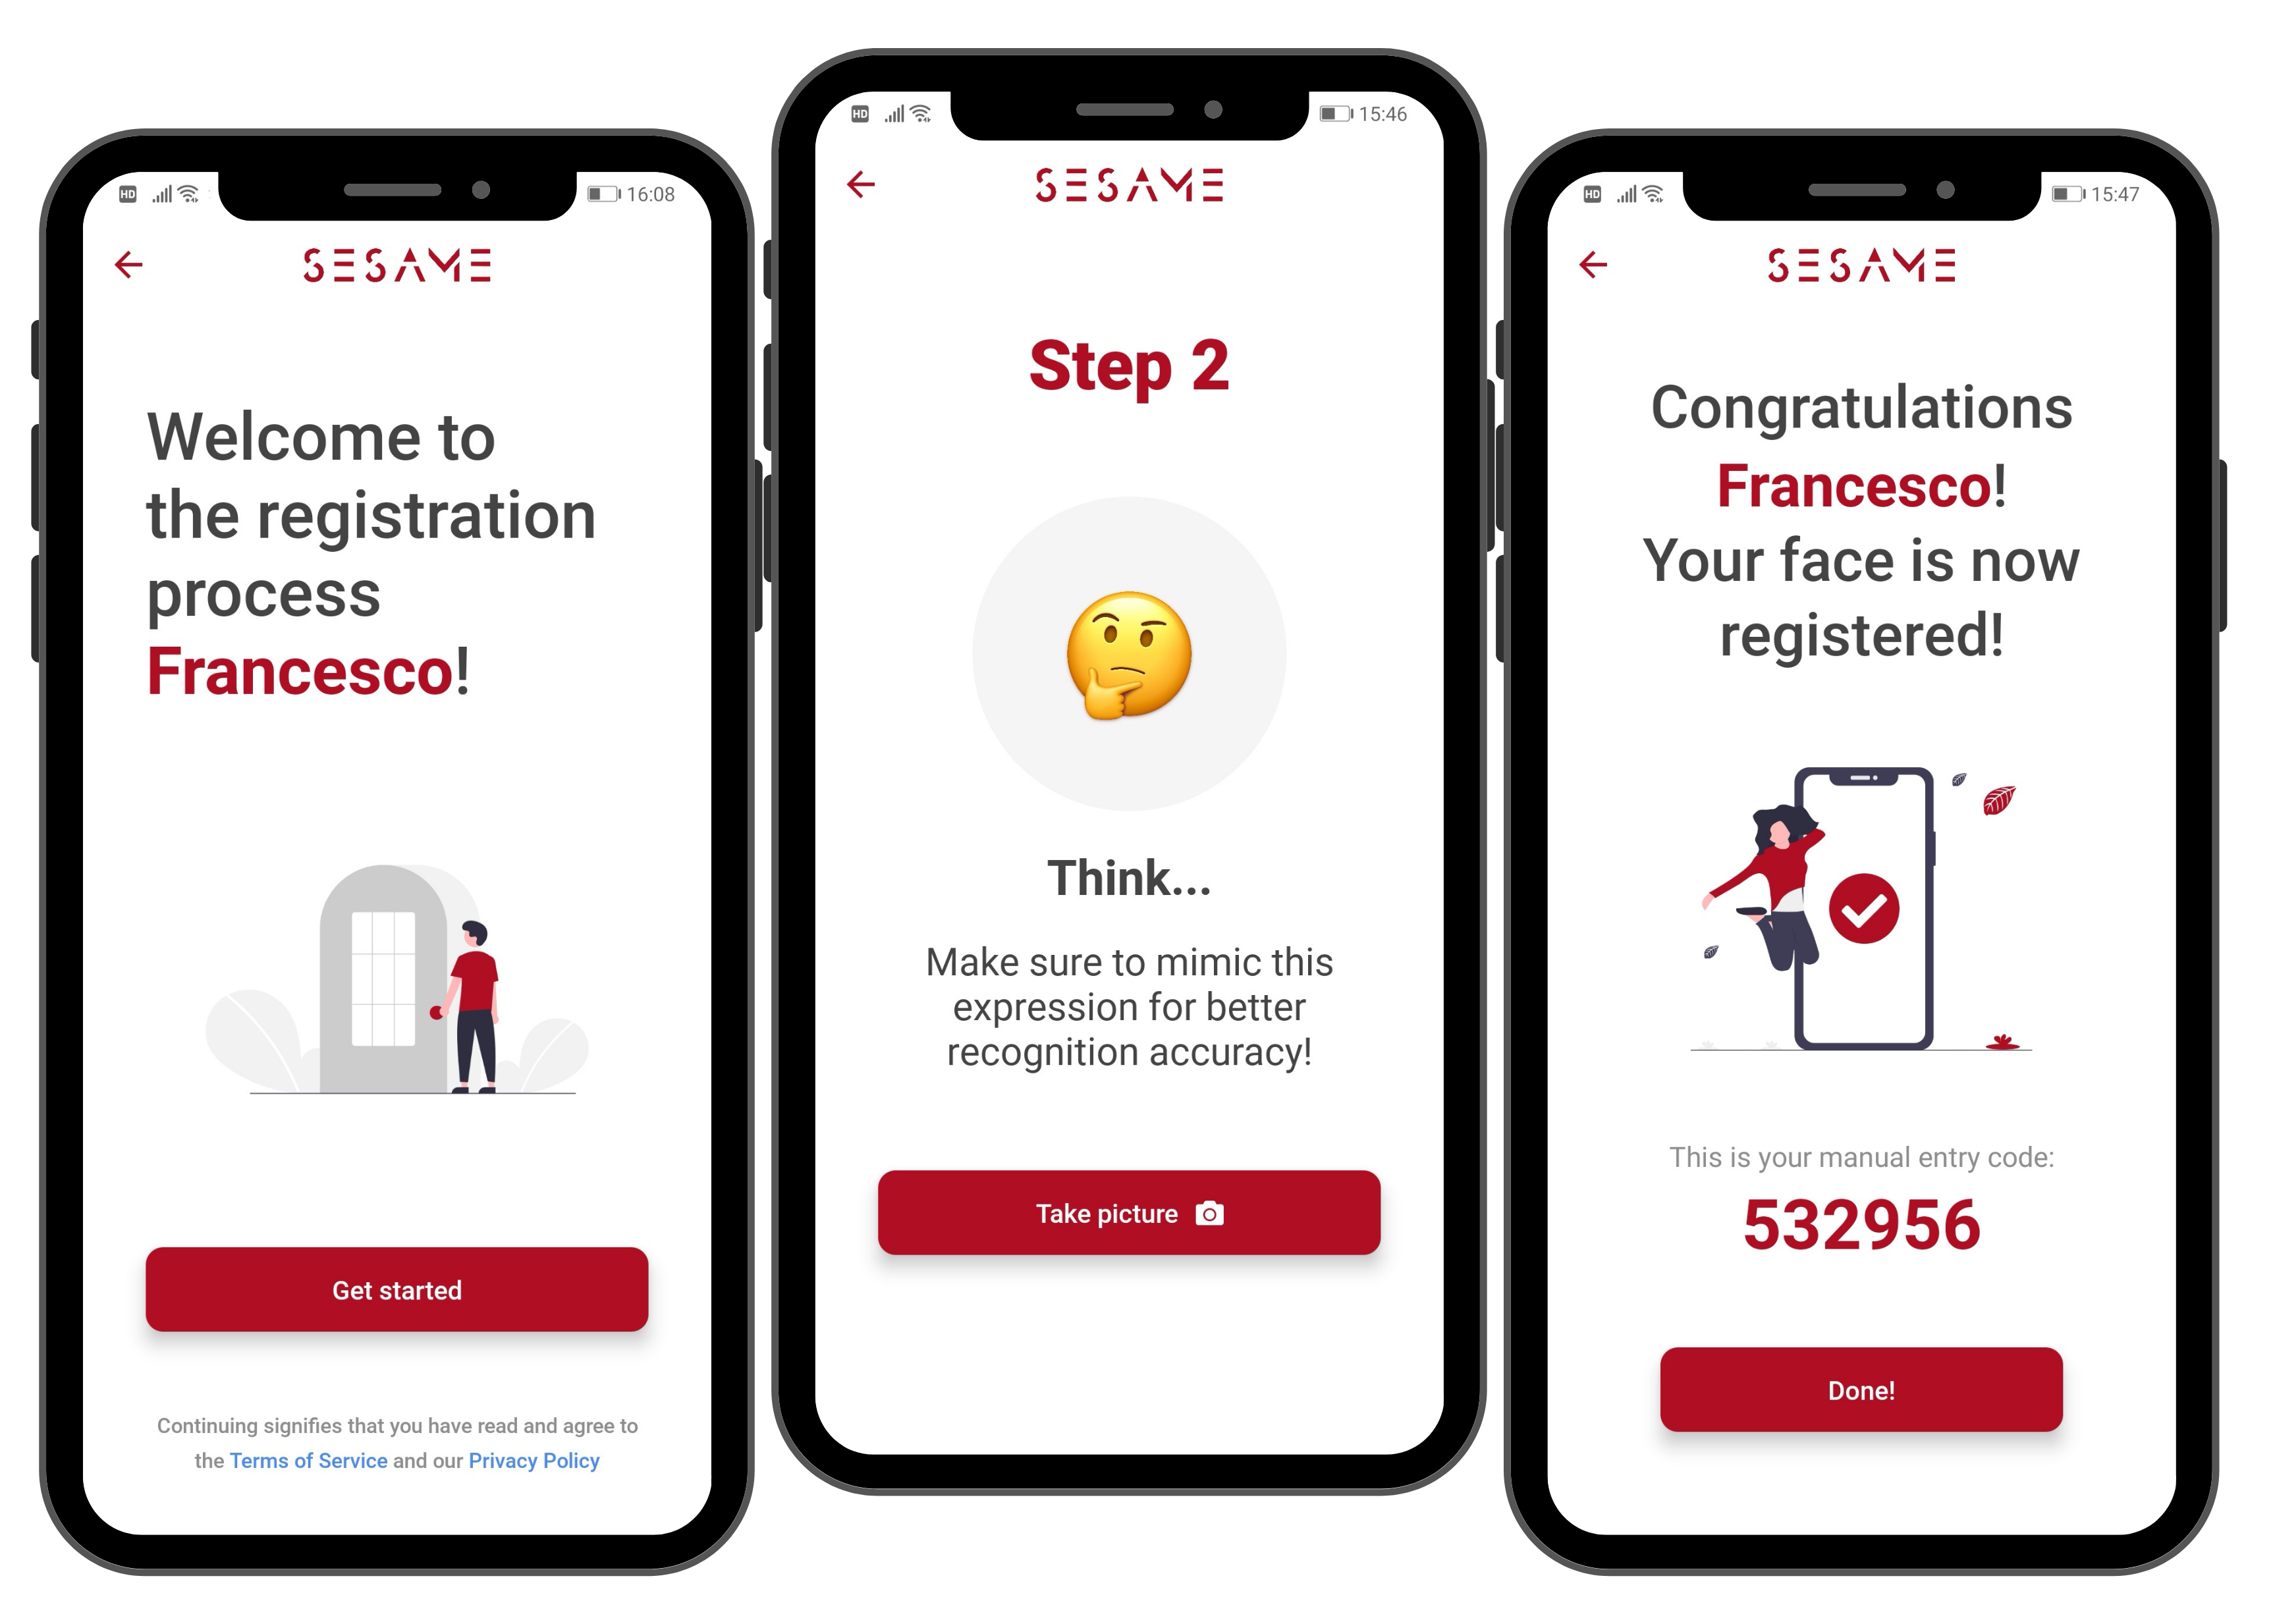 HD 16:08
SESAME
Welcome to
the registration
process
Francesco!
Get started
Continuing signifies that you have read and agree to
the Terms of Service and our Privacy Policy
HD 15:46
SESAME
Step 2
Think...
Make sure to mimic this
expression for better
recognition accuracy!
Take picture
HD 15:47
SESAME
Congratulations
Francesco!
Your face is now
registered!
This is your manual entry code:
532956
Done!